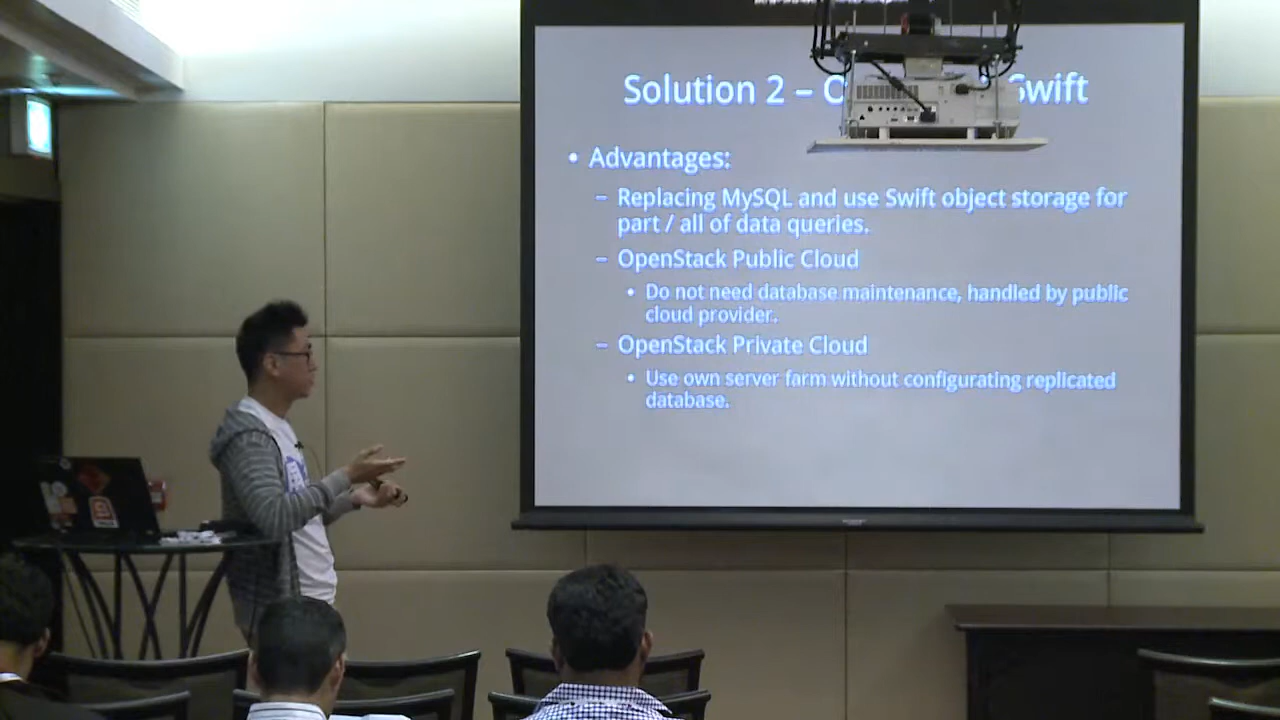 Solution 2 – O Swift
• Advantages:
– Replacing MySQL and use Swift object storage for
part / all of data queries.
– OpenStack Public Cloud
• Do not need database maintenance, handled by public
cloud provider.
– OpenStack Private Cloud
• Use own server farm without configurating replicated
database.